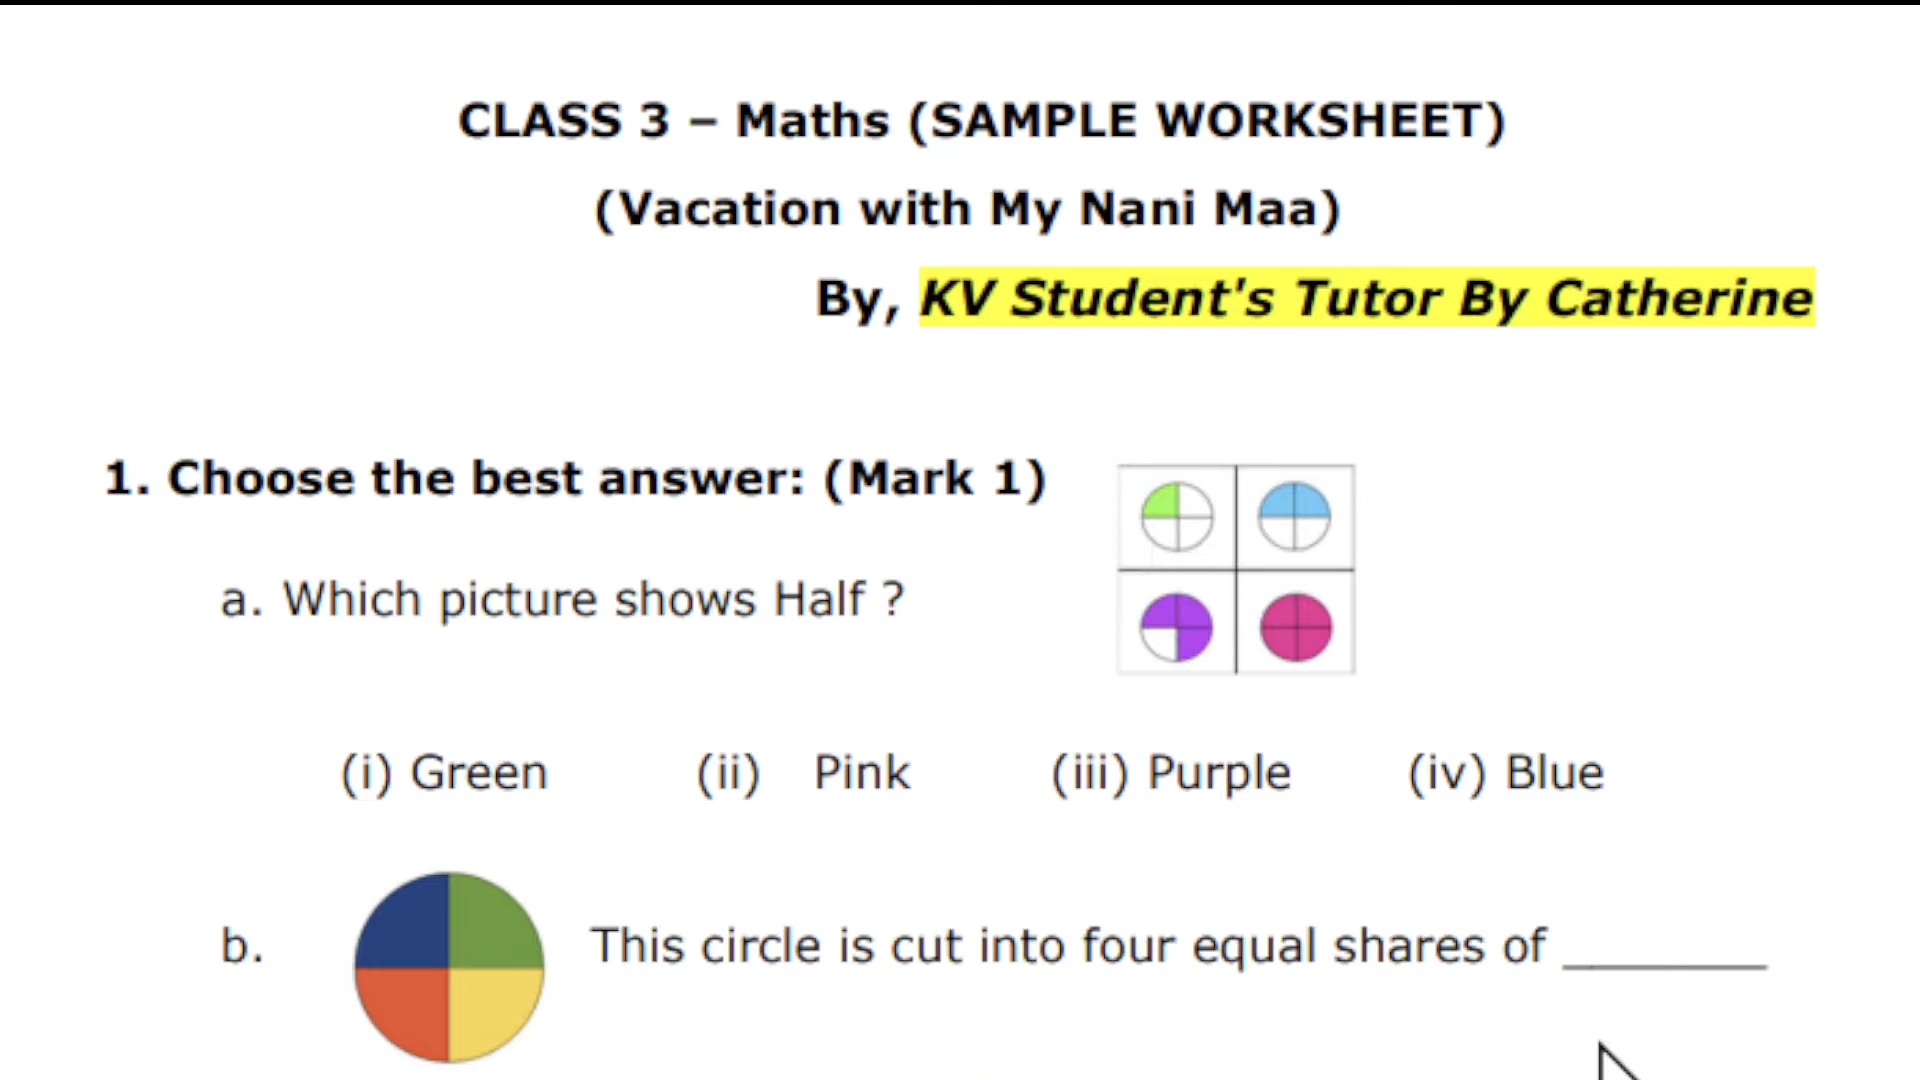 CLASS 3 – Maths (SAMPLE WORKSHEET)
(Vacation with My Nani Maa)
By, KV Student's Tutor By Catherine
1. Choose the best answer: (Mark 1)
a. Which picture shows Half ?
(i) Green (ii) Pink (iii) Purple (iv) Blue
b. This circle is cut into four equal shares of ________